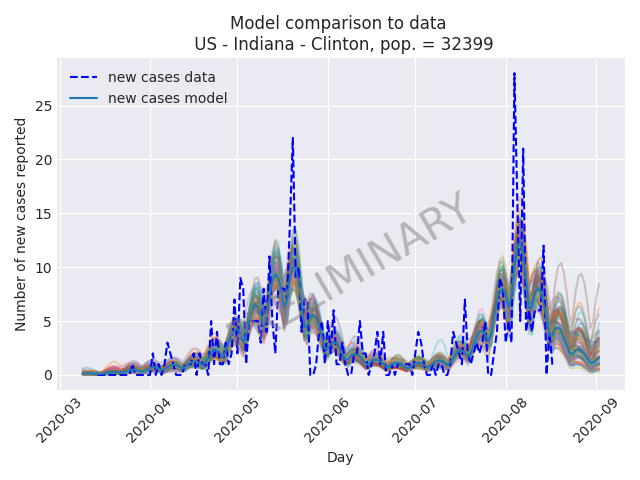 Model comparison to data
US - Indiana - Clinton, pop. = 32399
new cases data
new cases model
Number of new cases reported
25
20
15
10
5
0
PRELIMINARY
2020-03
2020-04
2020-05
2020-06
2020-07
2020-08
2020-09
Day